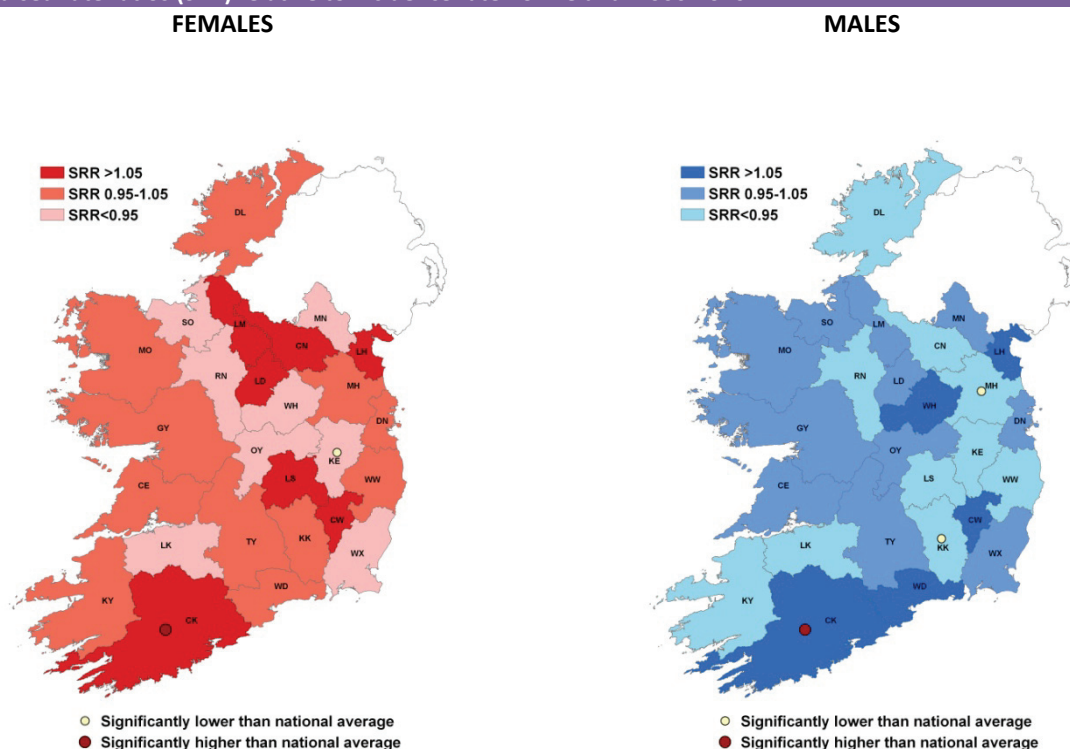 FEMALES
MALES
SRR >1.05
SRR 0.95-1.05
SRR<0.95
DL
SO
LM
MN
CN
LH
MO
RN
LD
MH
WH
DN
GY
OY
KE
LS
WW
CE
CW
LK
TY
KK
WX
KY
WD
CK
Significantly lower than national average
Significantly higher than national average
SRR >1.05
SRR 0.95-1.05
SRR<0.95
DL
SO
LM
MN
CN
LH
MO
RN
LD
MH
WH
DN
GY
OY
KE
LS
WW
CE
CW
LK
TY
KK
WX
KY
WD
CK
Significantly lower than national average
Significantly higher than national average